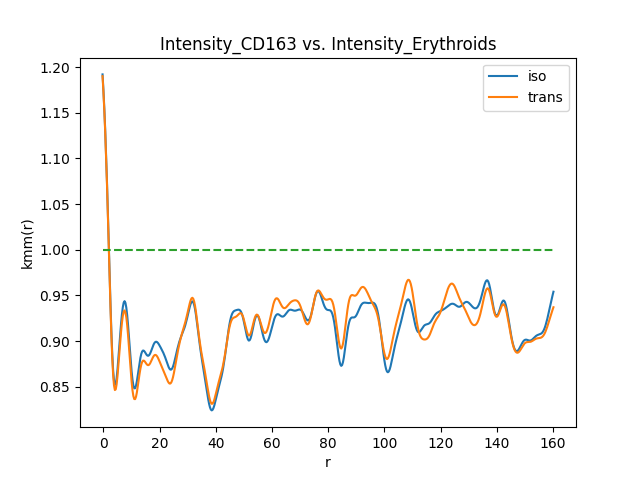 Intensity_CD163 vs. Intensity_Erythroids
iso
trans
kmm(r)
1.20
1.15
1.10
1.05
1.00
0.95
0.90
0.85
0 20 40 60 80 100 120 140 160
r